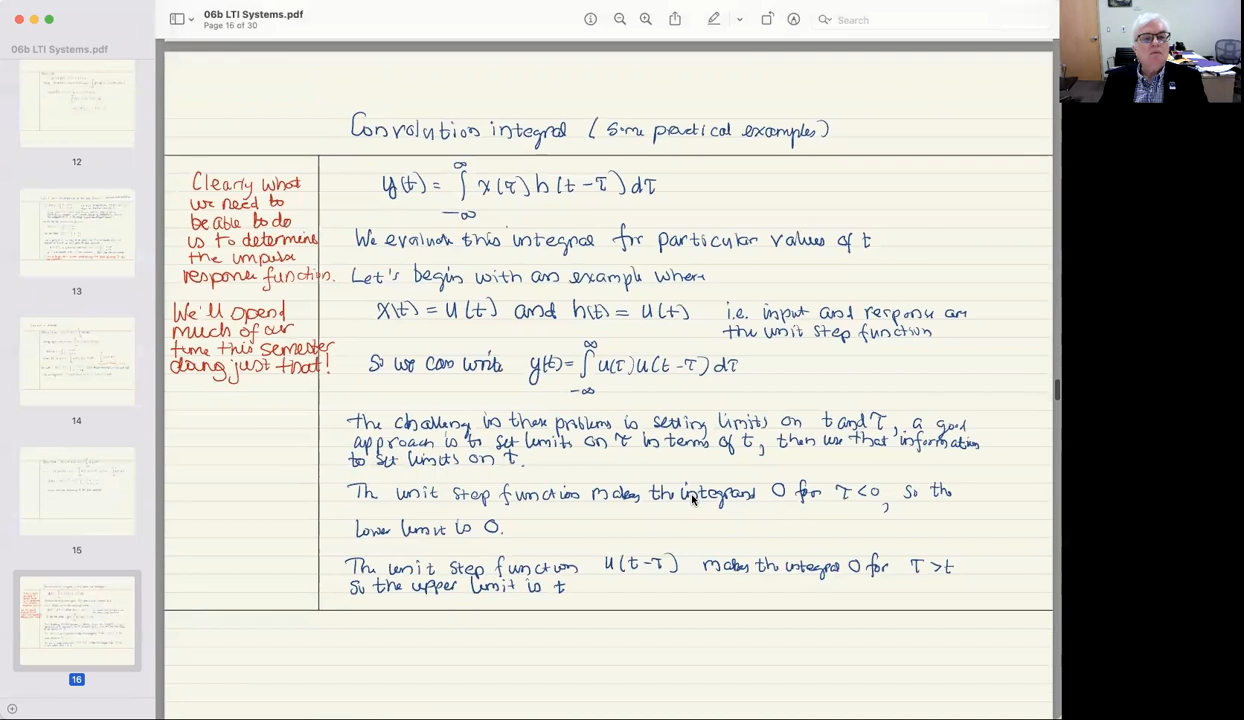 06b LTI Systems.pdf
Page 16 of 30
Search
06b LTI Systems.pdf
12
13
14
15
16
Convolution integral (some practical examples)
Clearly what
we need to
be able to do
is to determine
the impulse
response function.
We'll spend
much of our
time this semester
doing just that!
y(t) = ∫_{-∞}^{∞} x(τ) h(t-τ) dτ
We evaluate this integral for particular values of t
Let's begin with an example where
x(t) = u(t) and h(t) = u(t)
i.e. input and response are
the unit step function
So we can write y(t) = ∫_{-∞}^{∞} u(τ) u(t-τ) dτ
The challenge in these problems is setting limits on t and τ, a good
approach is to set limits on τ in terms of t, then use that information
to set limits on t.
The unit step function makes the integrand 0 for τ<0, so the
lower limit is 0.
The unit step function u(t-τ) makes the integral 0 for τ>t
so the upper limit is t